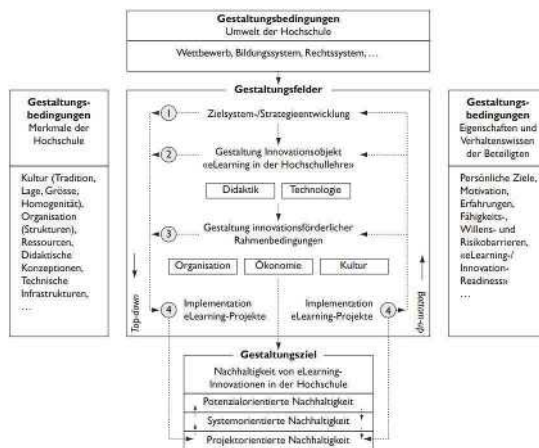 Gestaltungsbedingungen
Umwelt der Hochschule
Wettbewerb, Bildungssystem, Rechtssystem, …
Gestaltungs-
bedingungen
Merkmale der
Hochschule
Kultur (Tradition,
Lage, Grösse,
Homogenität),
Organisation
(Strukturen),
Ressourcen,
Didaktische
Konzeptionen,
Technische
Infrastrukturen,
…
Gestaltungsfelder
1
Zielsystem-/Strategieentwicklung
2
Gestaltung Innovationsobjekt
«eLearning in der Hochschullehre»
Didaktik
Technologie
3
Gestaltung innovationsförderlicher
Rahmenbedingungen
Organisation
Ökonomie
Kultur
Top-down
4
Implementation
eLearning-Projekte
Implementation
eLearning-Projekte
4
Bottom-up
Gestaltungs-
bedingungen
Eigenschaften und
Verhaltenswissen
der Beteiligten
Persönliche Ziele,
Motivation,
Erfahrungen,
Fähigkeits-,
Willens- und
Risikobarrieren,
«eLearning-/
Innovation-
Readiness»
…
Gestaltungsziel
Nachhaltigkeit von eLearning-
Innovationen in der Hochschule
Potenzialorientierte Nachhaltigkeit
Systemorientierte Nachhaltigkeit
Projektorientierte Nachhaltigkeit